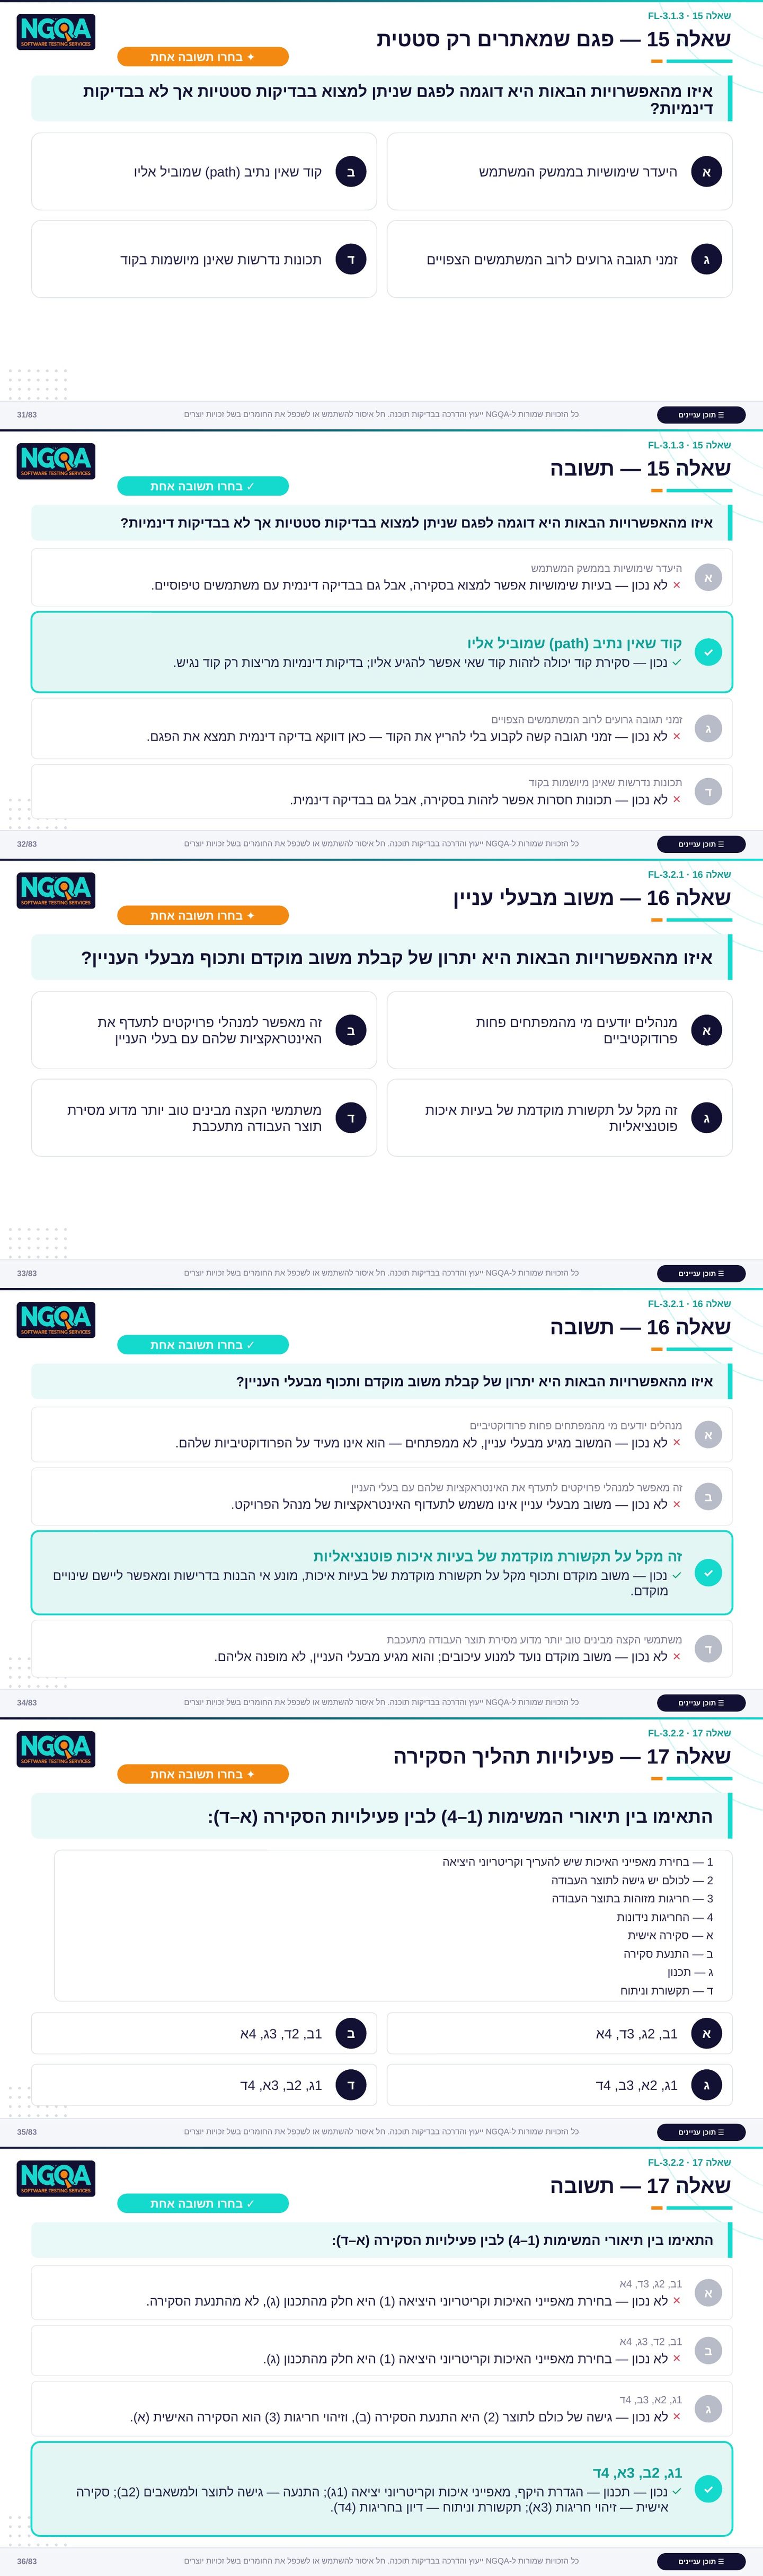 שאלה 15 · FL-3.1.3
NGQA
SOFTWARE TESTING SERVICES
שאלה 15 — פגם שמאתרים רק סטטית
✦ בחרו תשובה אחת
איזו מהאפשרויות הבאות היא דוגמה לפגם שניתן למצוא בבדיקות סטטיות אך לא בבדיקות
דינמיות?
א
היעדר שימושיות בממשק המשתמש
ב
קוד שאין נתיב (path) שמוביל אליו
ג
זמני תגובה גרועים לרוב המשתמשים הצפויים
ד
תכונות נדרשות שאינן מיושמות בקוד
☰ תוכן עניינים
כל הזכויות שמורות ל-NGQA ייעוץ והדרכה בבדיקות תוכנה. חל איסור להשתמש או לשכפל את החומרים בשל זכויות יוצרים
31/83
שאלה 15 · FL-3.1.3
NGQA
SOFTWARE TESTING SERVICES
שאלה 15 — תשובה
✓ בחרו תשובה אחת
איזו מהאפשרויות הבאות היא דוגמה לפגם שניתן למצוא בבדיקות סטטיות אך לא בבדיקות דינמיות?
א
היעדר שימושיות בממשק המשתמש
✕ לא נכון — בעיות שימושיות אפשר למצוא בסקירה, אבל גם בבדיקה דינמית עם משתמשים טיפוסיים.
✓
קוד שאין נתיב (path) שמוביל אליו
✓ נכון — סקירת קוד יכולה לזהות קוד שאי אפשר להגיע אליו; בדיקות דינמיות מריצות רק קוד נגיש.
ג
זמני תגובה גרועים לרוב המשתמשים הצפויים
✕ לא נכון — זמני תגובה קשה לקבוע בלי להריץ את הקוד — כאן דווקא בדיקה דינמית תמצא את הפגם.
ד
תכונות נדרשות שאינן מיושמות בקוד
✕ לא נכון — תכונות חסרות אפשר לזהות בסקירה, אבל גם בבדיקה דינמית.
☰ תוכן עניינים
כל הזכויות שמורות ל-NGQA ייעוץ והדרכה בבדיקות תוכנה. חל איסור להשתמש או לשכפל את החומרים בשל זכויות יוצרים
32/83
שאלה 16 · FL-3.2.1
NGQA
SOFTWARE TESTING SERVICES
שאלה 16 — משוב מבעלי עניין
✦ בחרו תשובה אחת
איזו מהאפשרויות הבאות היא יתרון של קבלת משוב מוקדם ותכוף מבעלי העניין?
א
מנהלים יודעים מי מהמפתחים פחות
פרודוקטיביים
ב
זה מאפשר למנהלי פרויקטים לתעדף את
האינטראקציות שלהם עם בעלי העניין
ג
זה מקל על תקשורת מוקדמת של בעיות איכות
פוטנציאליות
ד
משתמשי הקצה מבינים טוב יותר מדוע מסירת
תוצר העבודה מתעכבת
☰ תוכן עניינים
כל הזכויות שמורות ל-NGQA ייעוץ והדרכה בבדיקות תוכנה. חל איסור להשתמש או לשכפל את החומרים בשל זכויות יוצרים
33/83
שאלה 16 · FL-3.2.1
NGQA
SOFTWARE TESTING SERVICES
שאלה 16 — תשובה
✓ בחרו תשובה אחת
איזו מהאפשרויות הבאות היא יתרון של קבלת משוב מוקדם ותכוף מבעלי העניין?
א
מנהלים יודעים מי מהמפתחים פחות פרודוקטיביים
✕ לא נכון — המשוב מגיע מבעלי עניין, לא ממפתחים — הוא אינו מעיד על הפרודוקטיביות שלהם.
ב
זה מאפשר למנהלי פרויקטים לתעדף את האינטראקציות שלהם עם בעלי העניין
✕ לא נכון — משוב מבעלי עניין אינו משמש לתעדוף האינטראקציות של מנהל הפרויקט.
✓
זה מקל על תקשורת מוקדמת של בעיות איכות פוטנציאליות
✓ נכון — משוב מוקדם ותכוף מקל על תקשורת מוקדמת של בעיות איכות, מונע אי הבנות בדרישות ומאפשר ליישם שינויים
מוקדם.
ד
משתמשי הקצה מבינים טוב יותר מדוע מסירת תוצר העבודה מתעכבת
✕ לא נכון — משוב מוקדם נועד למנוע עיכובים; והוא מגיע מבעלי העניין, לא מופנה אליהם.
☰ תוכן עניינים
כל הזכויות שמורות ל-NGQA ייעוץ והדרכה בבדיקות תוכנה. חל איסור להשתמש או לשכפל את החומרים בשל זכויות יוצרים
34/83
שאלה 17 · FL-3.2.2
NGQA
SOFTWARE TESTING SERVICES
שאלה 17 — פעילויות תהליך הסקירה
✦ בחרו תשובה אחת
התאימו בין תיאורי המשימות (1–4) לבין פעילויות הסקירה (א–ד):
1 — בחירת מאפייני האיכות שיש להעריך וקריטריוני היציאה
2 — לכולם יש גישה לתוצר העבודה
3 — חריגות מזוהות בתוצר העבודה
4 — החריגות נידונות
א — סקירה אישית
ב — התנעת סקירה
ג — תכנון
ד — תקשורת וניתוח
א
1ב, 2ג, 3ד, 4א
ב
1ב, 2ד, 3ג, 4א
ג
1ג, 2א, 3ב, 4ד
ד
1ג, 2ב, 3א, 4ד
☰ תוכן עניינים
כל הזכויות שמורות ל-NGQA ייעוץ והדרכה בבדיקות תוכנה. חל איסור להשתמש או לשכפל את החומרים בשל זכויות יוצרים
35/83
שאלה 17 · FL-3.2.2
NGQA
SOFTWARE TESTING SERVICES
שאלה 17 — תשובה
✓ בחרו תשובה אחת
התאימו בין תיאורי המשימות (1–4) לבין פעילויות הסקירה (א–ד):
א
1ב, 2ג, 3ד, 4א
✕ לא נכון — בחירת מאפייני האיכות וקריטריוני היציאה (1) היא חלק מהתכנון (ג), לא מהתנעת הסקירה.
ב
1ב, 2ד, 3ג, 4א
✕ לא נכון — בחירת מאפייני האיכות וקריטריוני היציאה (1) היא חלק מהתכנון (ג).
ג
1ג, 2א, 3ב, 4ד
✕ לא נכון — גישה של כולם לתוצר (2) היא התנעת הסקירה (ב), וזיהוי חריגות (3) הוא הסקירה האישית (א).
✓
1ג, 2ב, 3א, 4ד
✓ נכון — תכנון — הגדרת היקף, מאפייני איכות וקריטריוני יציאה (1ג); התנעה — גישה לתוצר ולמשאבים (2ב); סקירה
אישית — זיהוי חריגות (3א); תקשורת וניתוח — דיון בחריגות (4ד).
☰ תוכן עניינים
כל הזכויות שמורות ל-NGQA ייעוץ והדרכה בבדיקות תוכנה. חל איסור להשתמש או לשכפל את החומרים בשל זכויות יוצרים
36/83